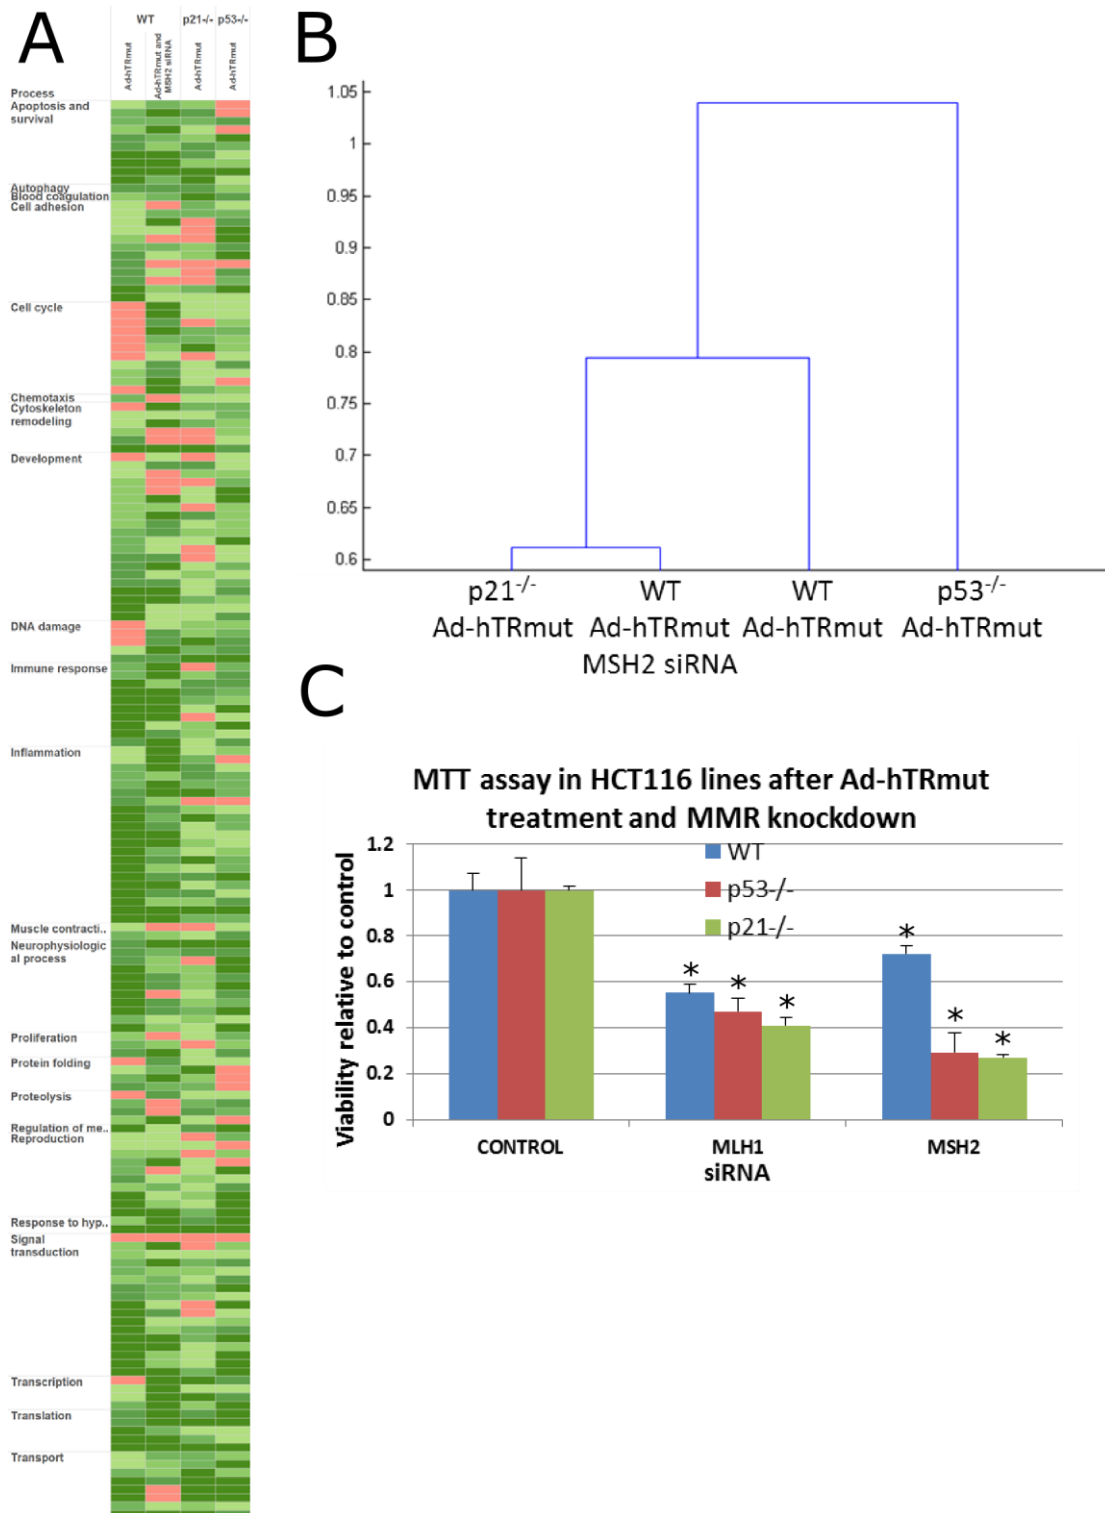 A
WT
p21-/-
p53-/-
Ad-hTRmut
Ad-hTRmut and
MSH2 siRNA
Ad-hTRmut
Ad-hTRmut
Process
Apoptosis and
survival
Autophagy
Blood coagulation
Cell adhesion
Cell cycle
Chemotaxis
Cytoskeleton
remodeling
Development
DNA damage
Immune response
Inflammation
Muscle contracti..
Neurophysiologic
al process
Proliferation
Protein folding
Proteolysis
Regulation of me..
Reproduction
Response to hyp..
Signal
transduction
Transcription
Translation
Transport
B
1.05
1
0.95
0.9
0.85
0.8
0.75
0.7
0.65
0.6
p21-/-
Ad-hTRmut
WT
Ad-hTRmut
MSH2 siRNA
WT
Ad-hTRmut
p53-/-
Ad-hTRmut
C
MTT assay in HCT116 lines after Ad-hTRmut
treatment and MMR knockdown
Viability relative to control
1.2
1
0.8
0.6
0.4
0.2
0
WT
p53-/-
p21-/-
*
*
*
*
*
*
CONTROL
MLH1
MSH2
siRNA